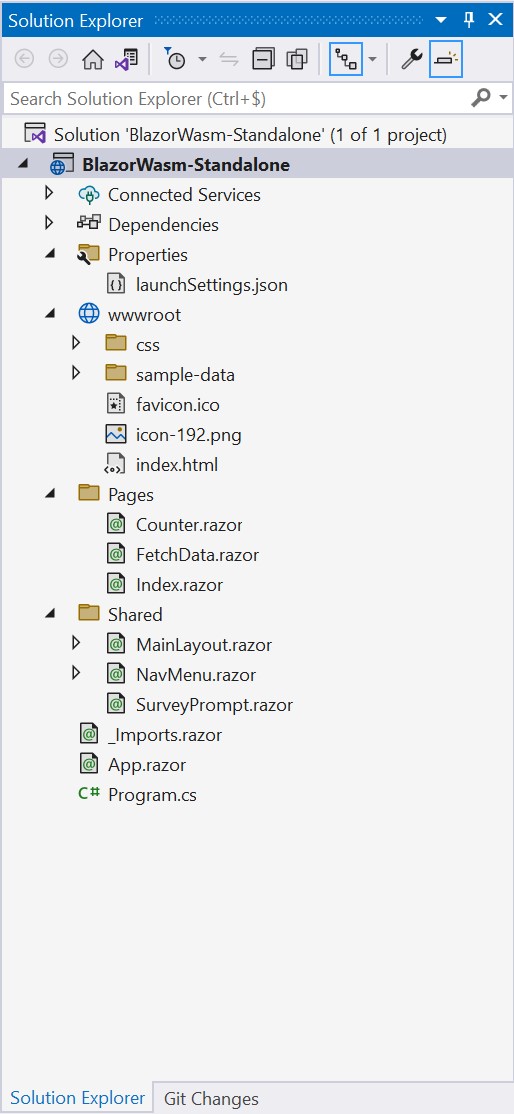 Solution Explorer
Search Solution Explorer (Ctrl+$)
Solution 'BlazorWasm-Standalone' (1 of 1 project)
BlazorWasm-Standalone
Connected Services
Dependencies
Properties
launchSettings.json
wwwroot
css
sample-data
favicon.ico
icon-192.png
index.html
Pages
Counter.razor
FetchData.razor
Index.razor
Shared
MainLayout.razor
NavMenu.razor
SurveyPrompt.razor
_Imports.razor
App.razor
C# Program.cs
Solution Explorer Git Changes